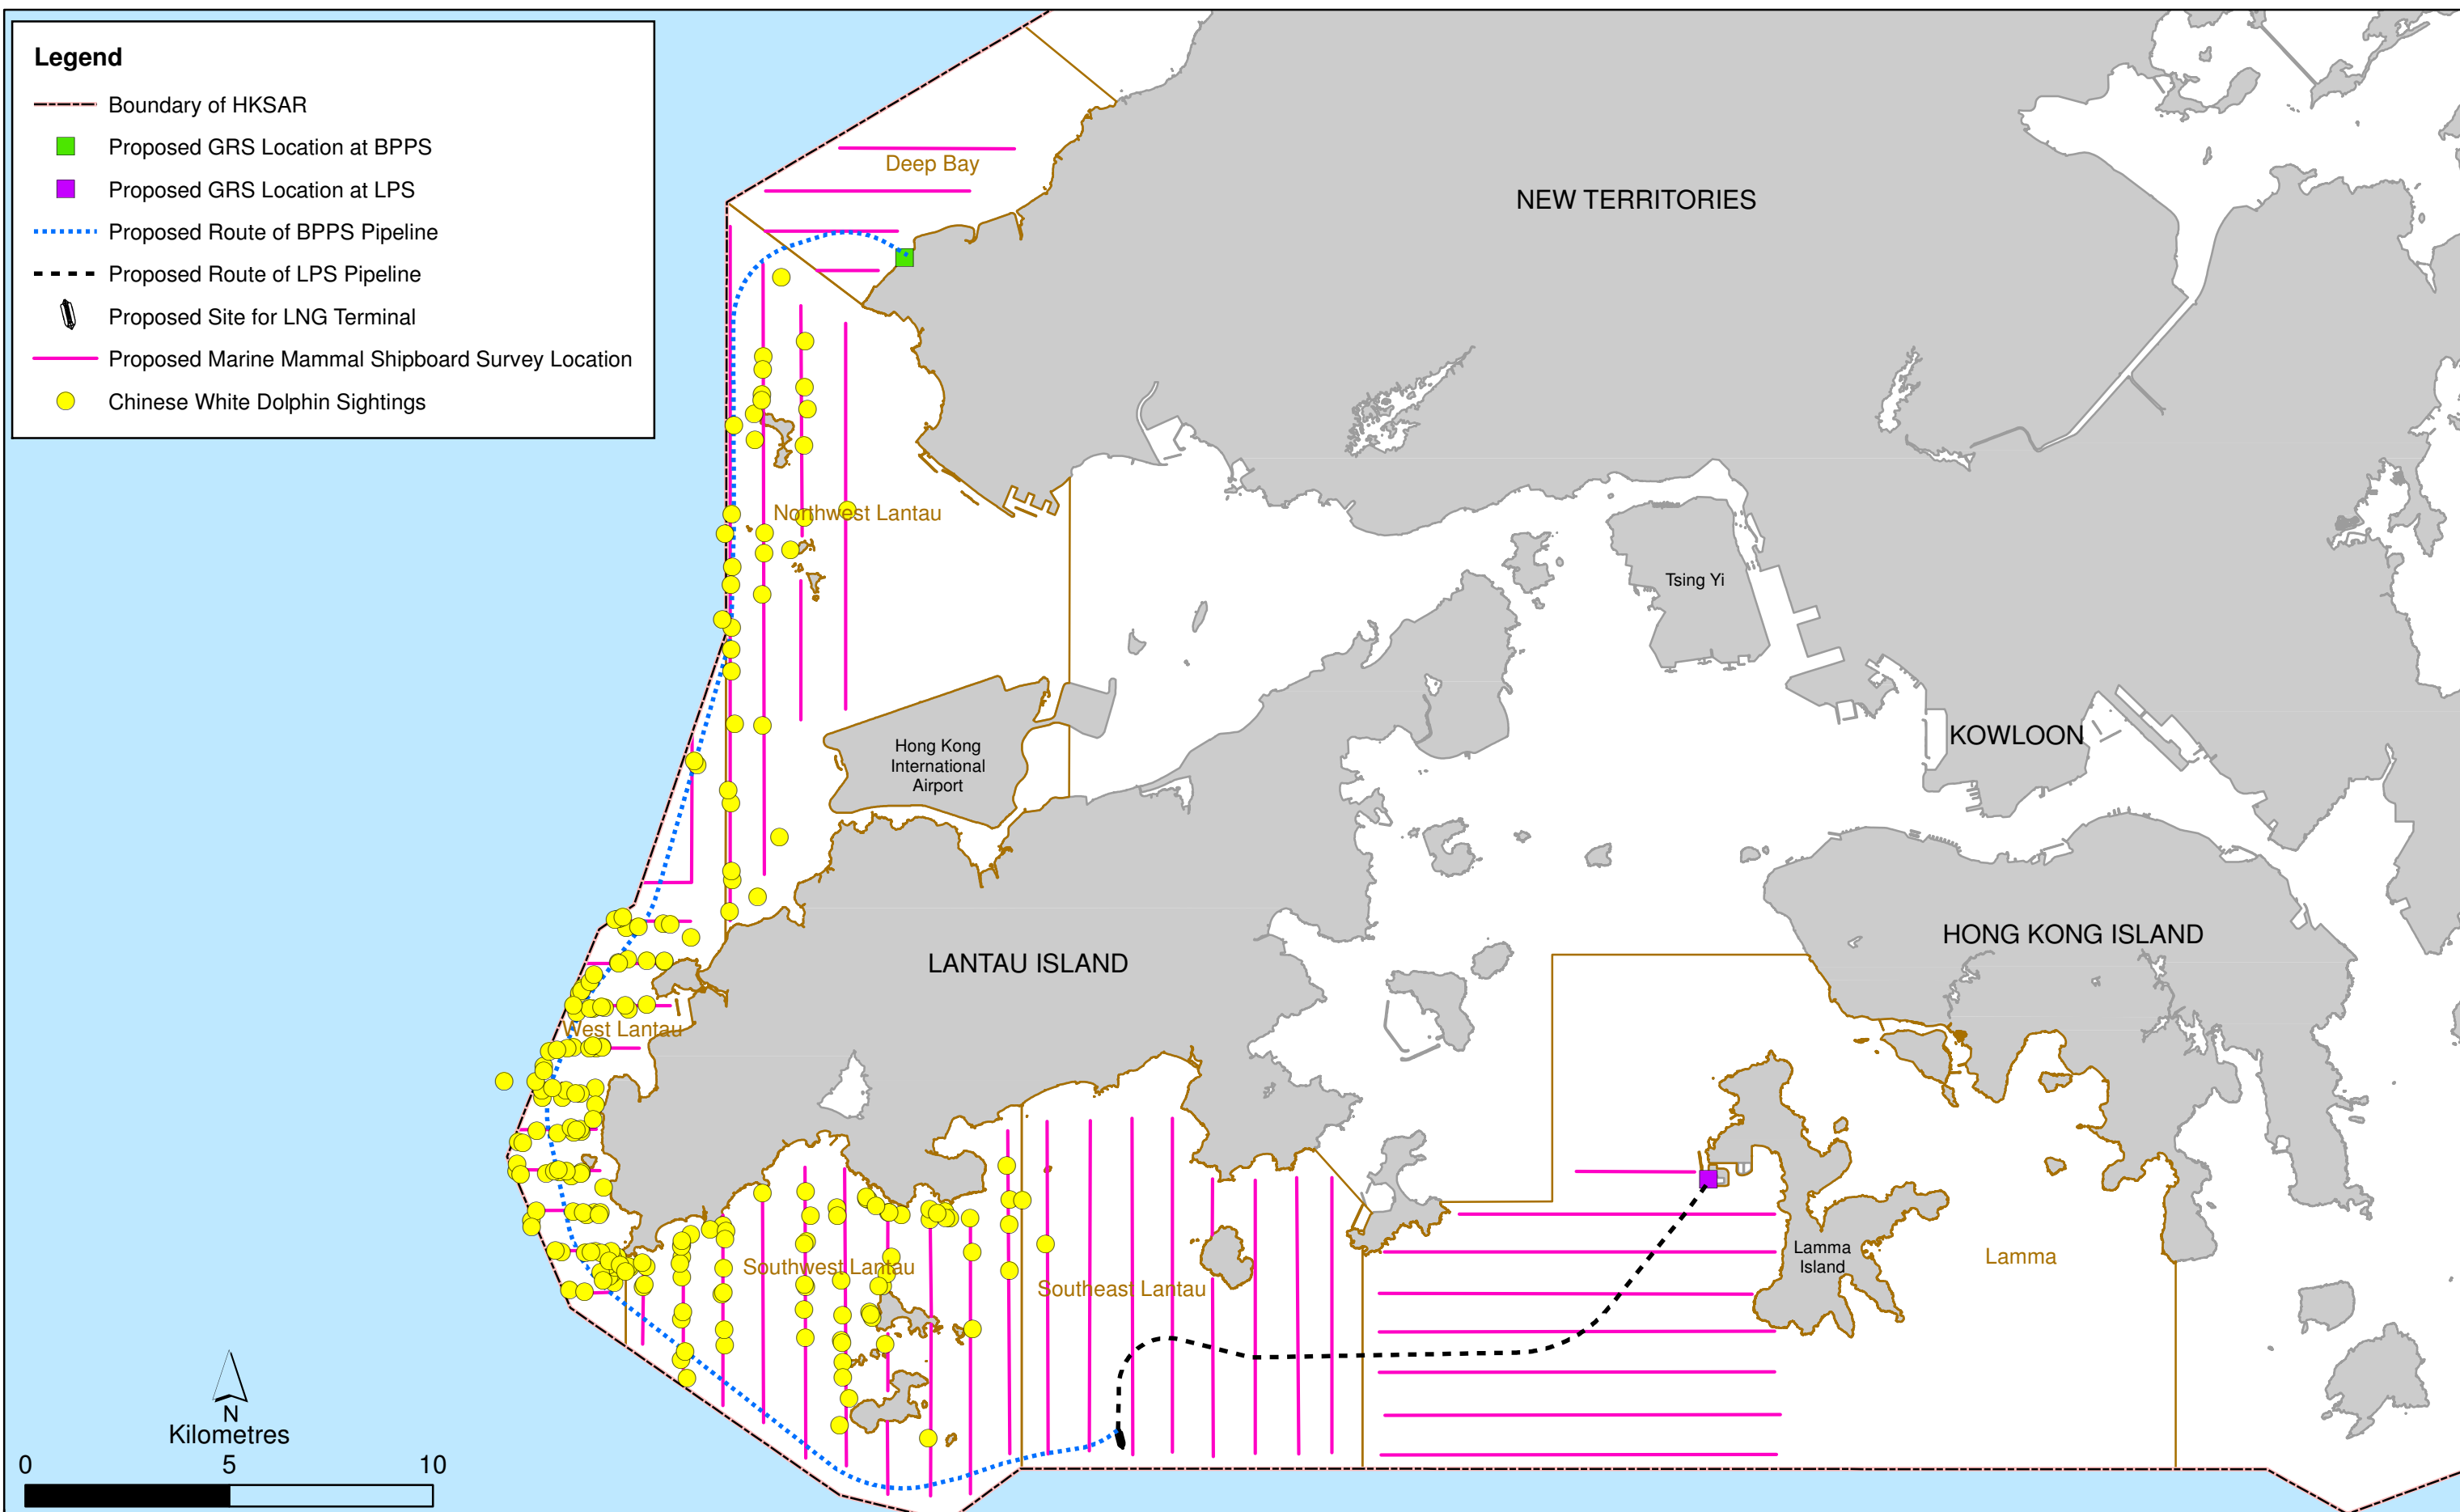 Legend
Boundary of HKSAR
Proposed GRS Location at BPPS
Proposed GRS Location at LPS
Proposed Route of BPPS Pipeline
Proposed Route of LPS Pipeline
Proposed Site for LNG Terminal
Proposed Marine Mammal Shipboard Survey Location
Chinese White Dolphin Sightings
Deep Bay
NEW TERRITORIES
Northwest Lantau
Tsing Yi
KOWLOON
Hong Kong
International
Airport
HONG KONG ISLAND
LANTAU ISLAND
West Lantau
Lamma
Island
Lamma
Southwest Lantau
Southeast Lantau
N
Kilometres
0 5 10